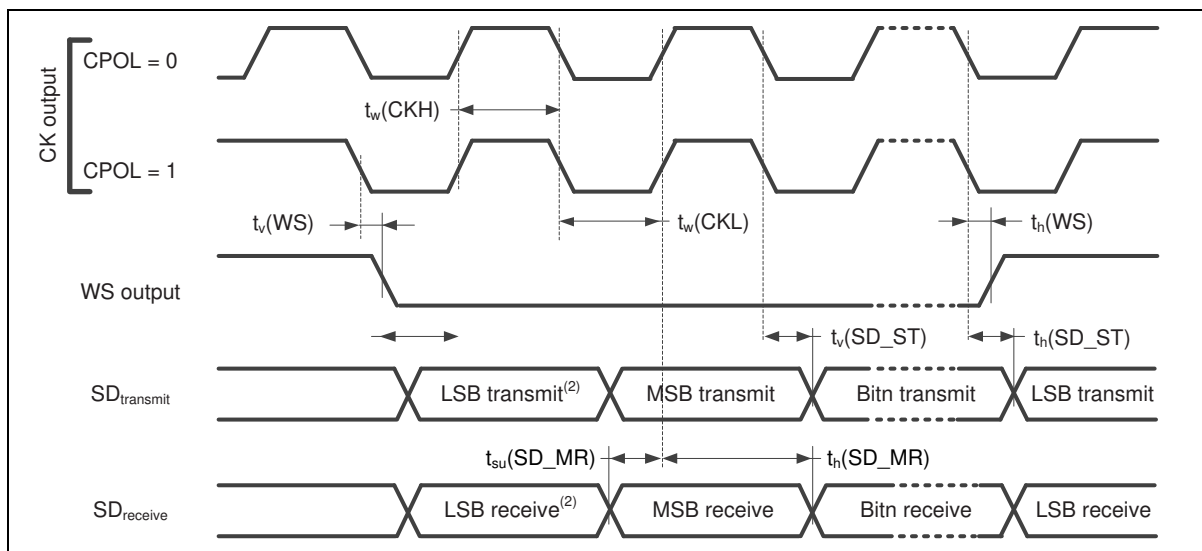 CK output
CPOL = 0
tw(CKH)
CPOL = 1
tv(WS)
tw(CKL)
th(WS)
WS output
tv(SD_ST)
th(SD_ST)
SDtransmit
LSB transmit(2)
MSB transmit
Bitn transmit
LSB transmit
tsu(SD_MR)
th(SD_MR)
SDreceive
LSB receive(2)
MSB receive
Bitn receive
LSB receive